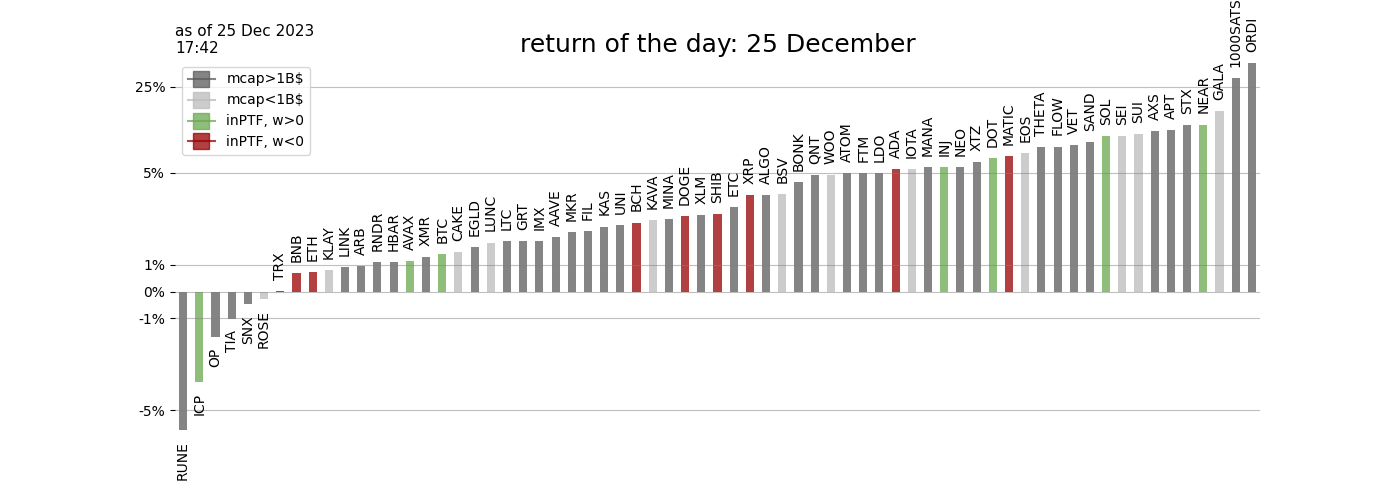 as of 25 Dec 2023
17:42
return of the day: 25 December
mcap>1B$
mcap<1B$
inPTF, w>0
inPTF, w<0
25%
5%
1%
0%
-1%
-5%
RUNE
ICP
OP
TIA
SNX
ROSE
TRX
BNB
ETH
KLAY
LINK
ARB
RNDR
HBAR
AVAX
XMR
BTC
CAKE
EGLD
LUNC
LTC
GRT
IMX
AAVE
MKR
FIL
KAS
UNI
BCH
KAVA
MINA
DOGE
XLM
SHIB
ETC
XRP
ALGO
BSV
BONK
QNT
WOO
ATOM
FTM
LDO
ADA
IOTA
MANA
INJ
NEO
XTZ
DOT
MATIC
EOS
THETA
FLOW
VET
SAND
SOL
SEI
SUI
AXS
APT
STX
NEAR
GALA
1000SATS
ORDI